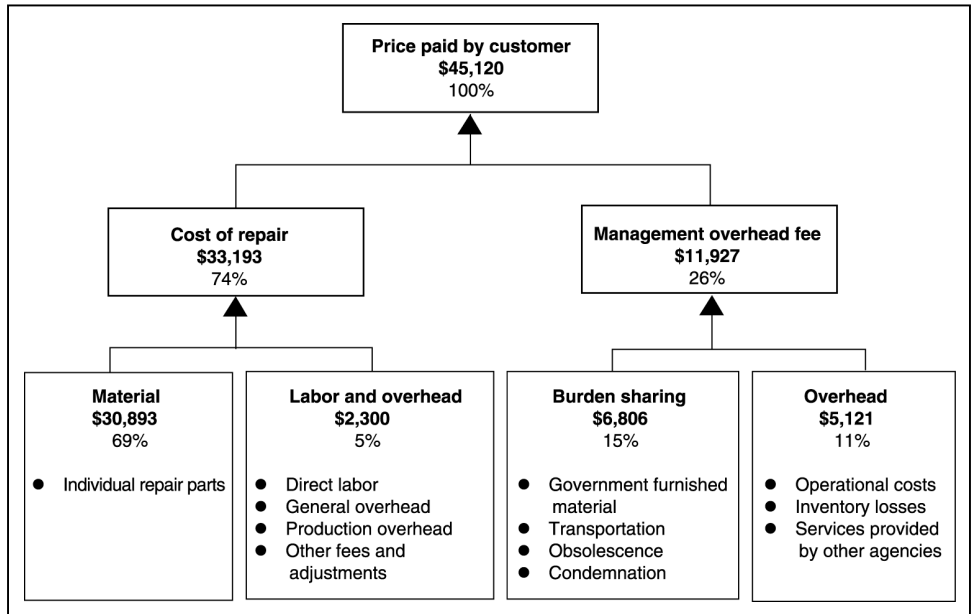 Price paid by customer
$45,120
100%
Cost of repair
$33,193
74%
Management overhead fee
$11,927
26%
Material
$30,893
69%
● Individual repair parts
Labor and overhead
$2,300
5%
● Direct labor
● General overhead
● Production overhead
● Other fees and
adjustments
Burden sharing
$6,806
15%
● Government furnished
material
● Transportation
● Obsolescence
● Condemnation
Overhead
$5,121
11%
● Operational costs
● Inventory losses
● Services provided
by other agencies